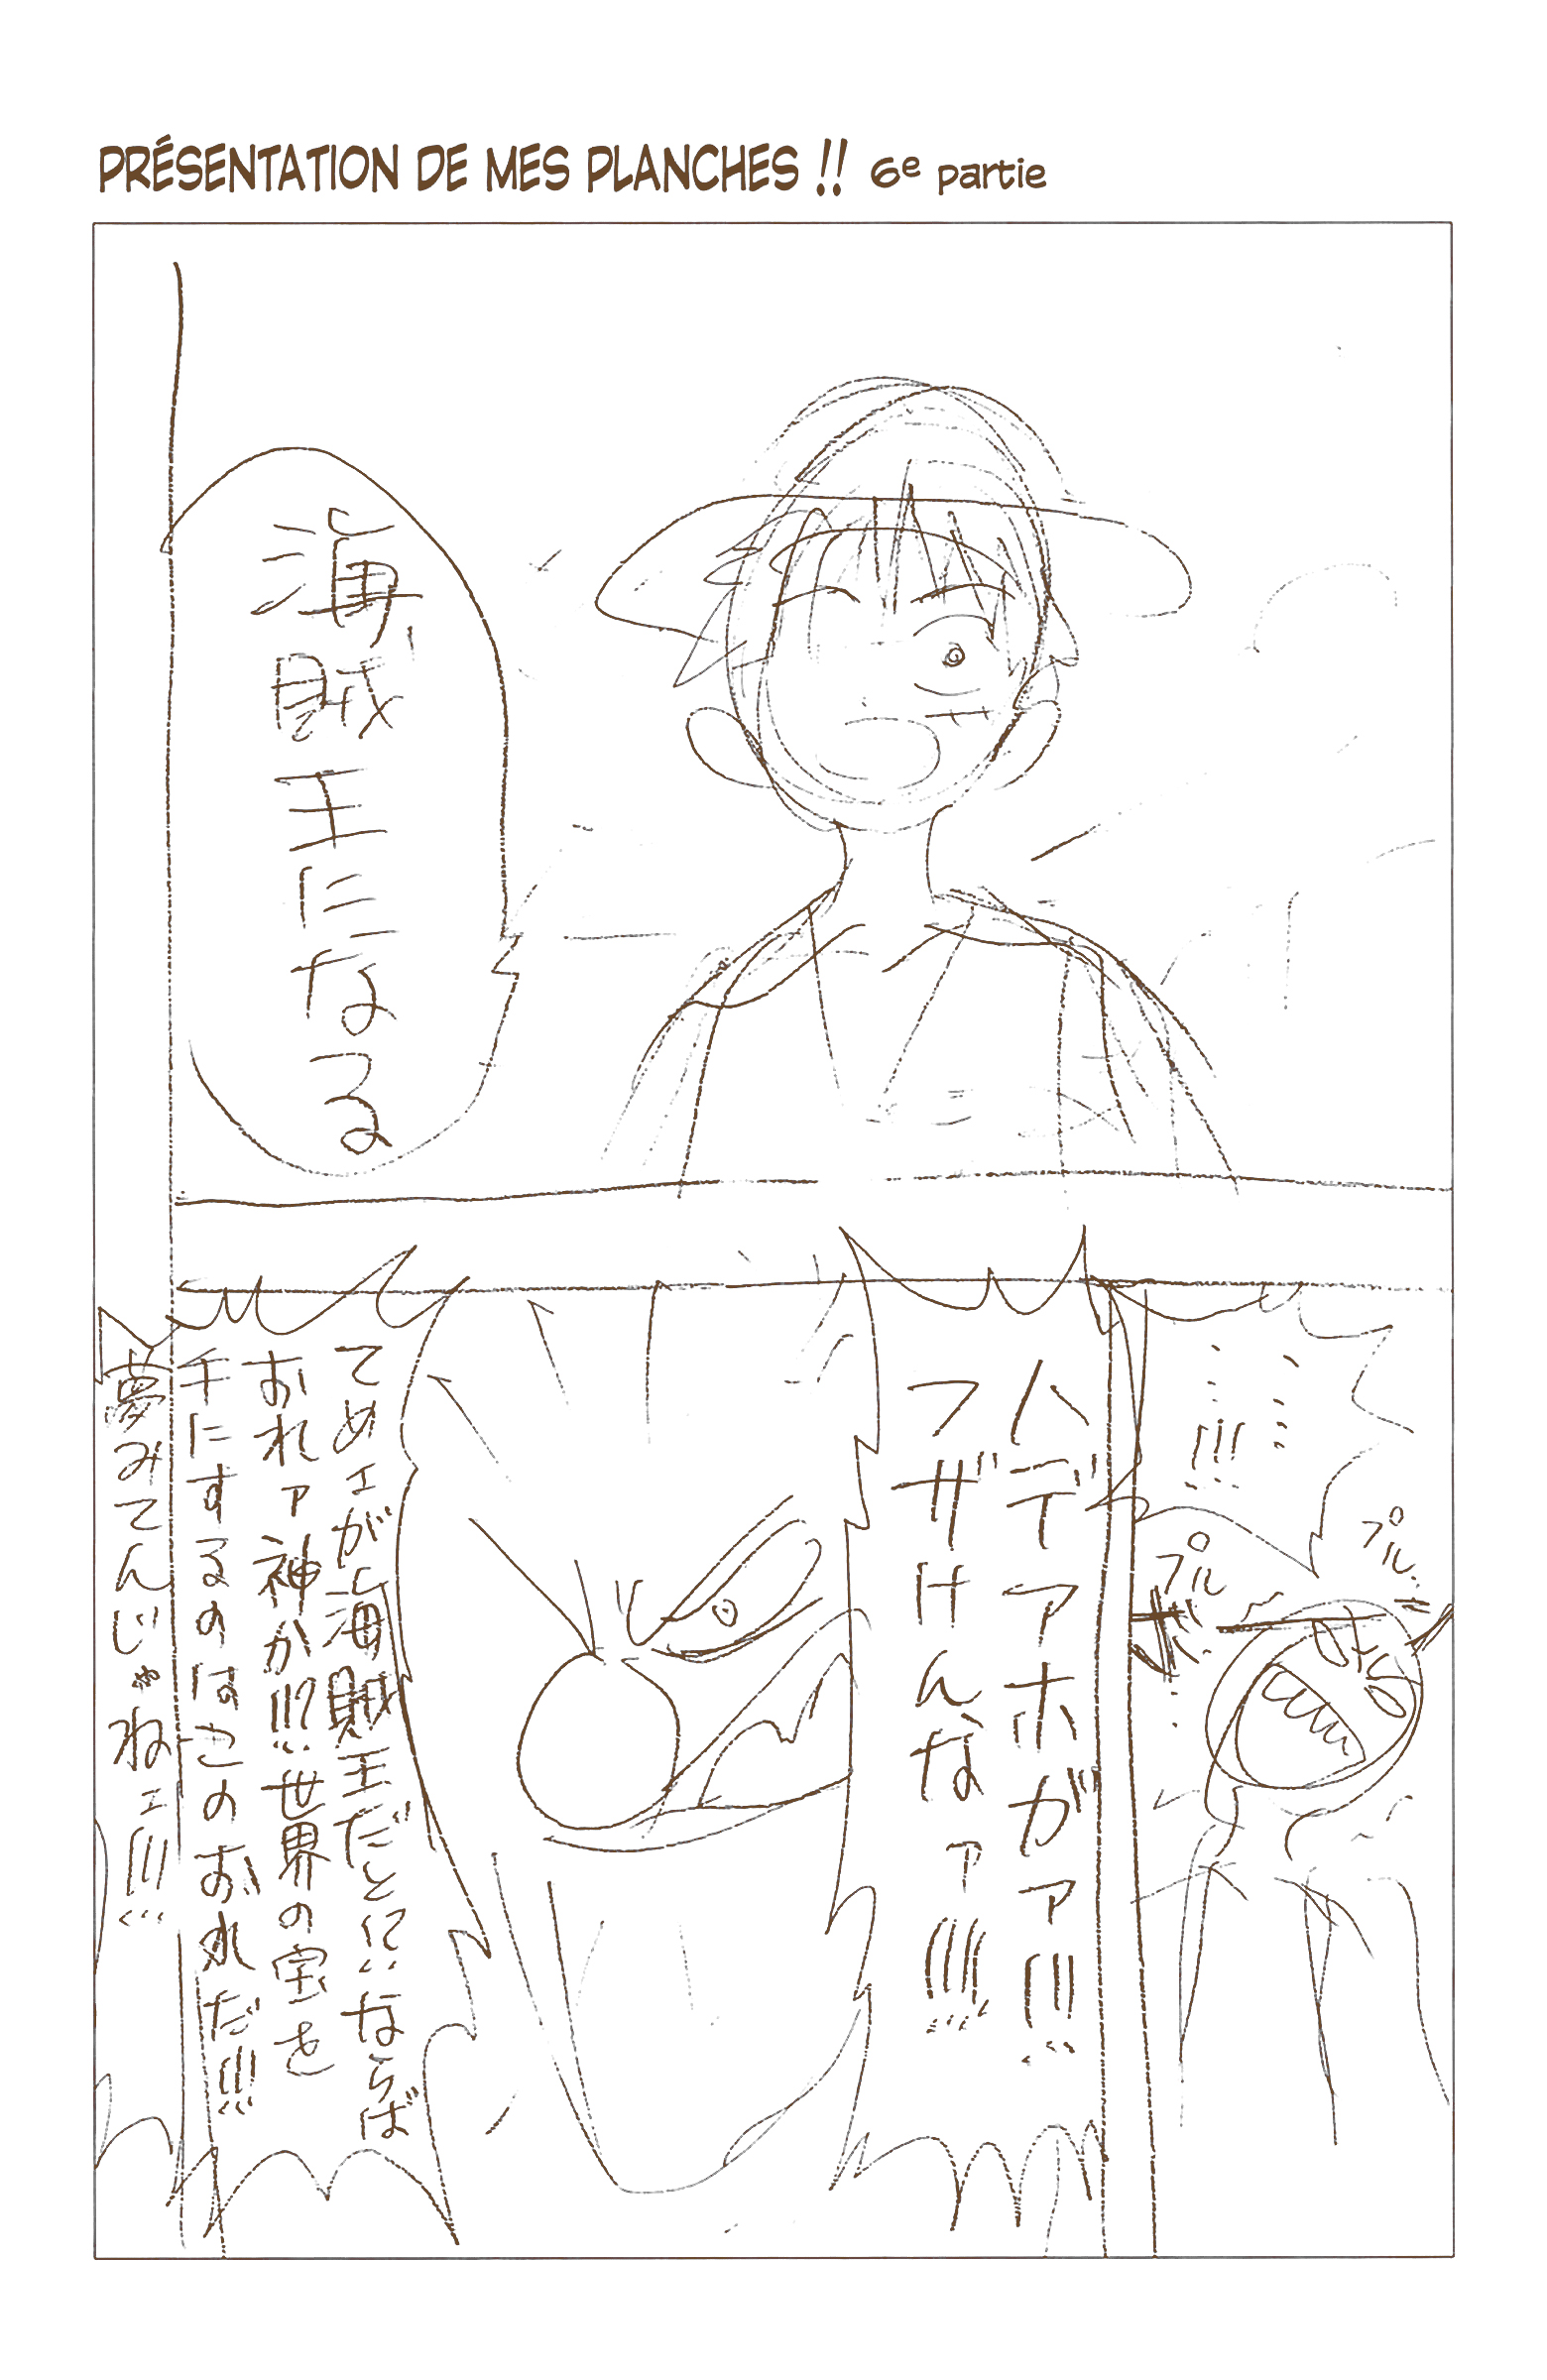 PRÉSENTATION DE MES PLANCHES !! 6e partie
海賊王になる
……!!!
プル
プル
ハデアホがァ!!!
フザけんなァ!!!!
てめェが海賊王だとい!!ならば
おれァ神か!!?世界の宝を
手にするのはこのおれだ!!!
夢みてんじゃねェ!!!